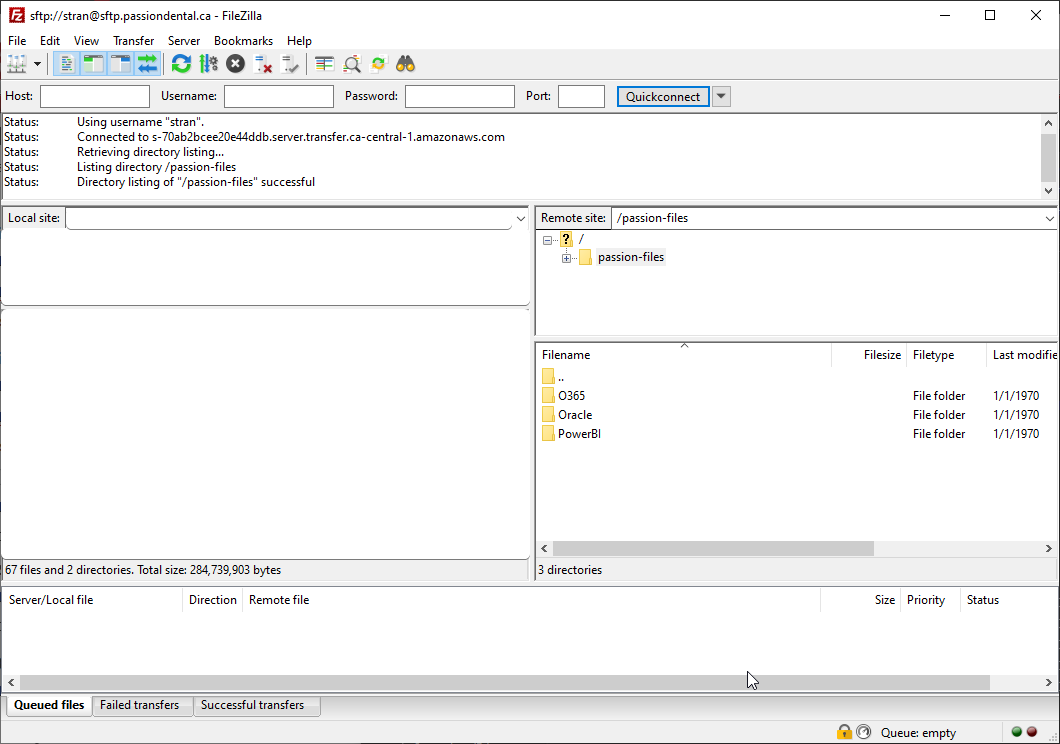 sftp://stran@sftp.passiondental.ca - FileZilla
File Edit View Transfer Server Bookmarks Help
Host: Username: Password: Port: Quickconnect
Status: Using username "stran".
Status: Connected to s-70ab2bcee20e44ddb.server.transfer.ca-central-1.amazonaws.com
Status: Retrieving directory listing...
Status: Listing directory /passion-files
Status: Directory listing of "/passion-files" successful
Local site:
Remote site: /passion-files
/
passion-files
Filename Filesize Filetype Last modifie
..
O365 File folder 1/1/1970
Oracle File folder 1/1/1970
PowerBI File folder 1/1/1970
67 files and 2 directories. Total size: 284,739,903 bytes
3 directories
Server/Local file Direction Remote file Size Priority Status
Queued files Failed transfers Successful transfers
Queue: empty